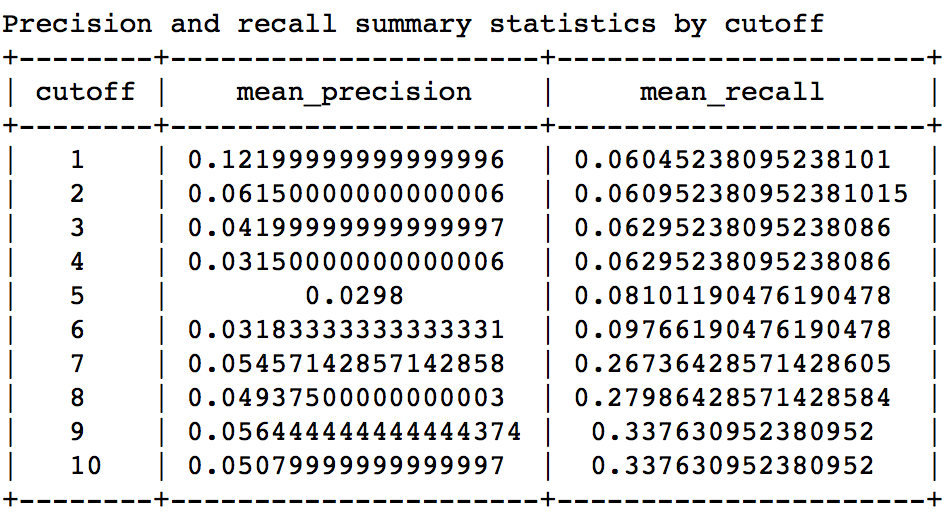 Precision and recall summary statistics by cutoff
+--------+----------------------+----------------------+
| cutoff |    mean_precision    |     mean_recall      |
+--------+----------------------+----------------------+
|   1    | 0.12199999999999996  | 0.06045238095238101  |
|   2    | 0.06150000000000006  | 0.060952380952381015 |
|   3    | 0.04199999999999997  | 0.06295238095238086  |
|   4    | 0.03150000000000006  | 0.06295238095238086  |
|   5    |        0.0298        | 0.08101190476190478  |
|   6    | 0.03183333333333331  | 0.09766190476190478  |
|   7    | 0.05457142857142858  | 0.26736428571428605  |
|   8    | 0.04937500000000003  | 0.27986428571428584  |
|   9    | 0.056444444444444374 |  0.337630952380952   |
|   10   | 0.05079999999999997  |  0.337630952380952   |
+--------+----------------------+----------------------+